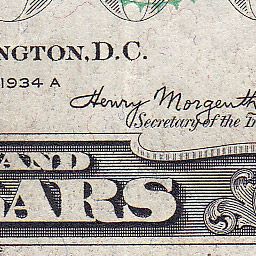 NGTON, D.C.
1934 A
Henry Morgenth
Secretary of the
AND
ARS